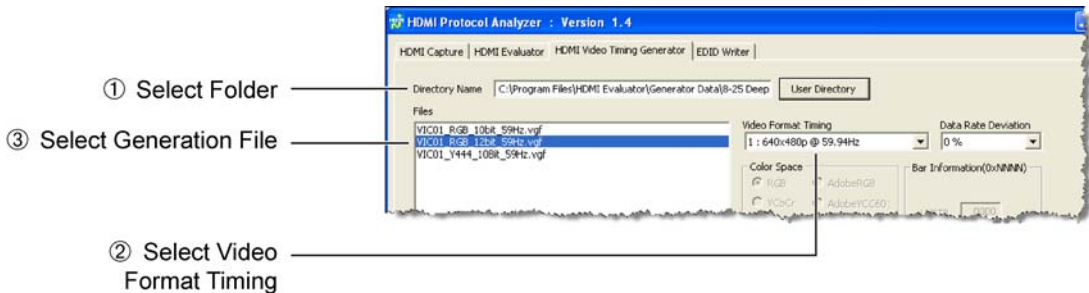 HDMI Protocol Analyzer : Version 1.4
HDMI Capture HDMI Evaluator HDMI Video Timing Generator EDID Writer
① Select Folder
Directory Name C:\Program Files\HDMI Evaluator\Generator Data\8-25 Deep User Directory
Files
③ Select Generation File
VIC01_RGB_10bit_59Hz.vgf
VIC01_RGB_12bit_59Hz.vgf
VIC01_Y444_10Bit_59Hz.vgf
Video Format Timing Data Rate Deviation
1 : 640x480p @ 59.94Hz 0 %
Color Space Bar Information(0xNNNN)
RGB AdobeRGB
YCbCr AdobeYCC60
0000
② Select Video
Format Timing